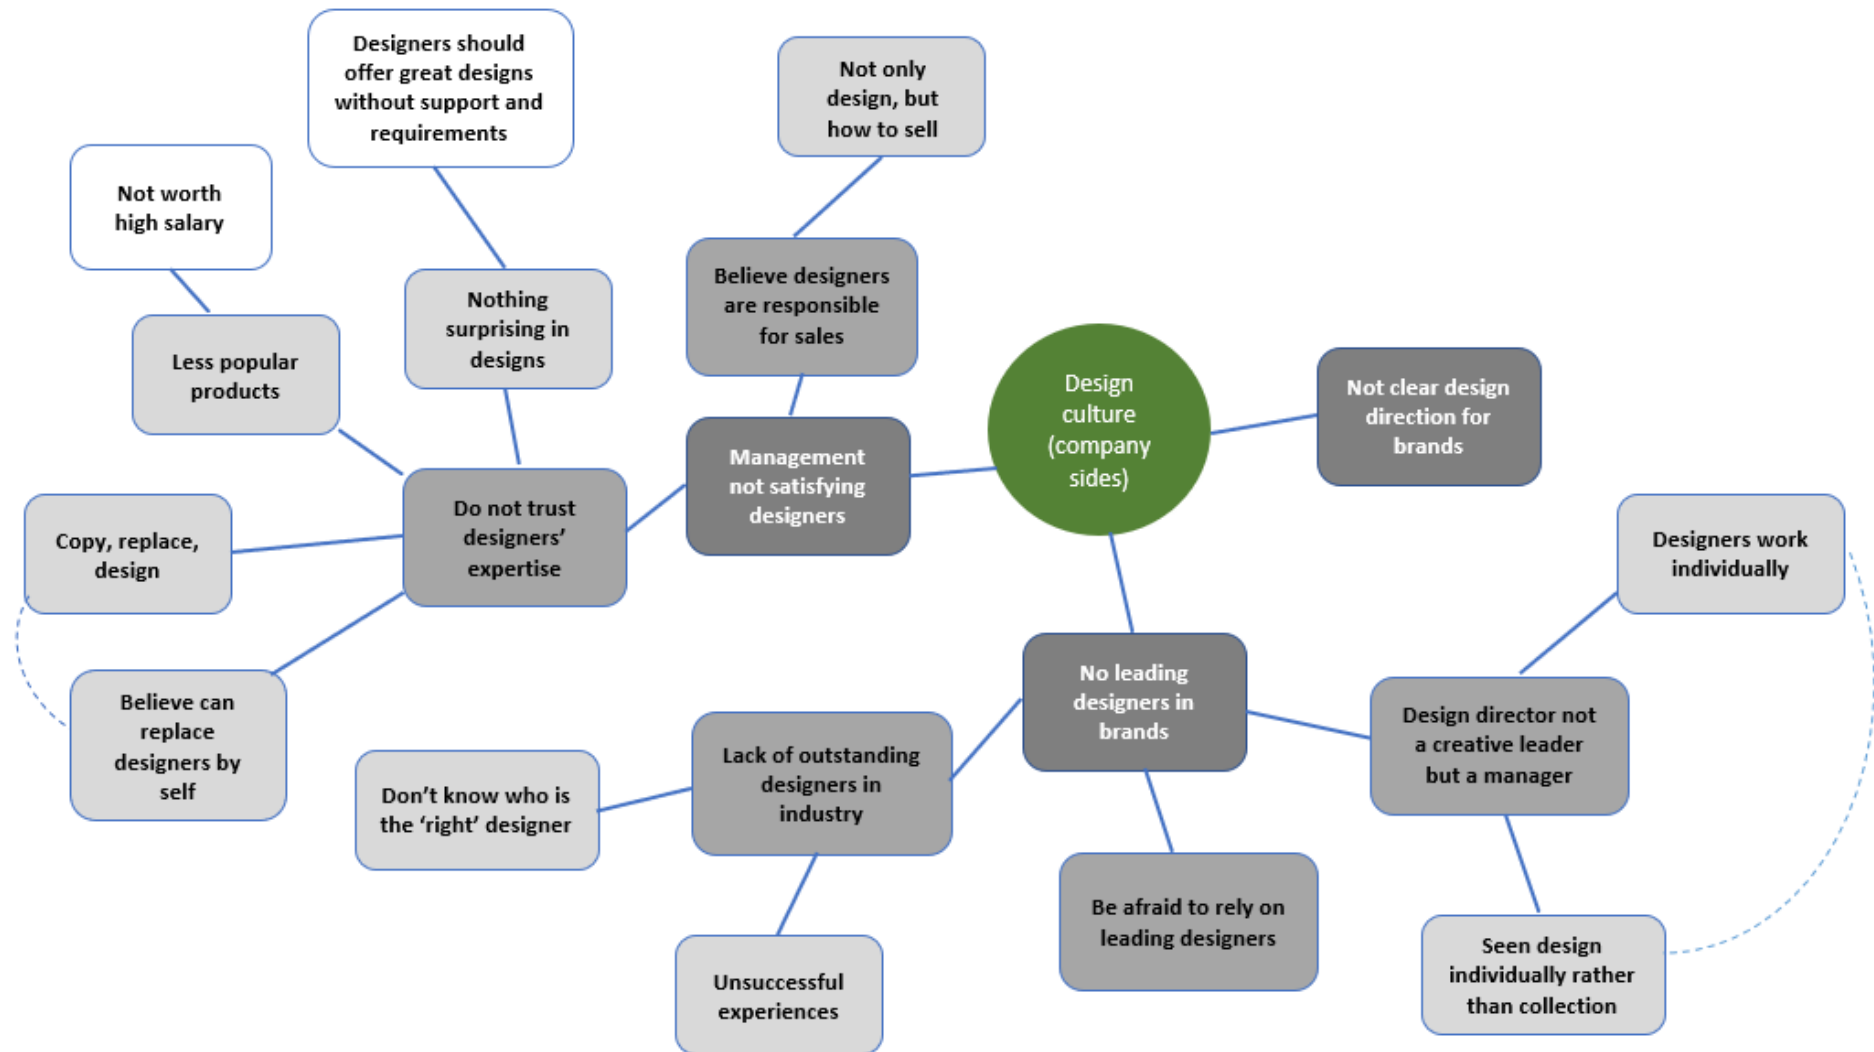 Designers should
offer great designs
without support and
requirements
Not only
design, but
how to sell
Not worth
high salary
Believe designers
are responsible
for sales
Nothing
surprising in
designs
Less popular
products
Design
culture
(company
sides)
Not clear design
direction for
brands
Management
not satisfying
designers
Do not trust
designers’
expertise
Copy, replace,
design
Designers work
individually
Believe can
replace
designers by
self
No leading
designers in
brands
Design director not
a creative leader
but a manager
Lack of outstanding
designers in
industry
Don’t know who is
the ‘right’ designer
Be afraid to rely on
leading designers
Unsuccessful
experiences
Seen design
individually rather
than collection